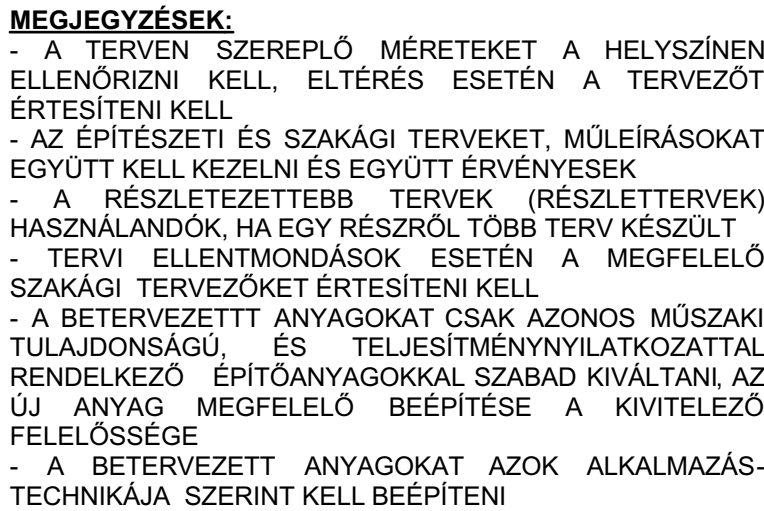 MEGJEGYZÉSEK:
- A TERVEN SZEREPLŐ MÉRETEKET A HELYSZÍNEN
ELLENŐRIZNI KELL, ELTÉRÉS ESETÉN A TERVEZŐT
ÉRTESÍTENI KELL
- AZ ÉPÍTÉSZETI ÉS SZAKÁGI TERVEKET, MŰLEÍRÁSOKAT
EGYÜTT KELL KEZELNI ÉS EGYÜTT ÉRVÉNYESEK
- A RÉSZLETEZETTEBB TERVEK (RÉSZLETTERVEK)
HASZNÁLANDÓK, HA EGY RÉSZRŐL TÖBB TERV KÉSZÜLT
- TERVI ELLENTMONDÁSOK ESETÉN A MEGFELELŐ
SZAKÁGI TERVEZŐKET ÉRTESÍTENI KELL
- A BETERVEZETTT ANYAGOKAT CSAK AZONOS MŰSZAKI
TULAJDONSÁGÚ, ÉS TELJESÍTMÉNYNYILATKOZATTAL
RENDELKEZŐ ÉPÍTŐANYAGOKKAL SZABAD KIVÁLTANI, AZ
ÚJ ANYAG MEGFELELŐ BEÉPÍTÉSE A KIVITELEZŐ
FELELŐSSÉGE
- A BETERVEZETT ANYAGOKAT AZOK ALKALMAZÁS-
TECHNIKÁJA SZERINT KELL BEÉPÍTENI